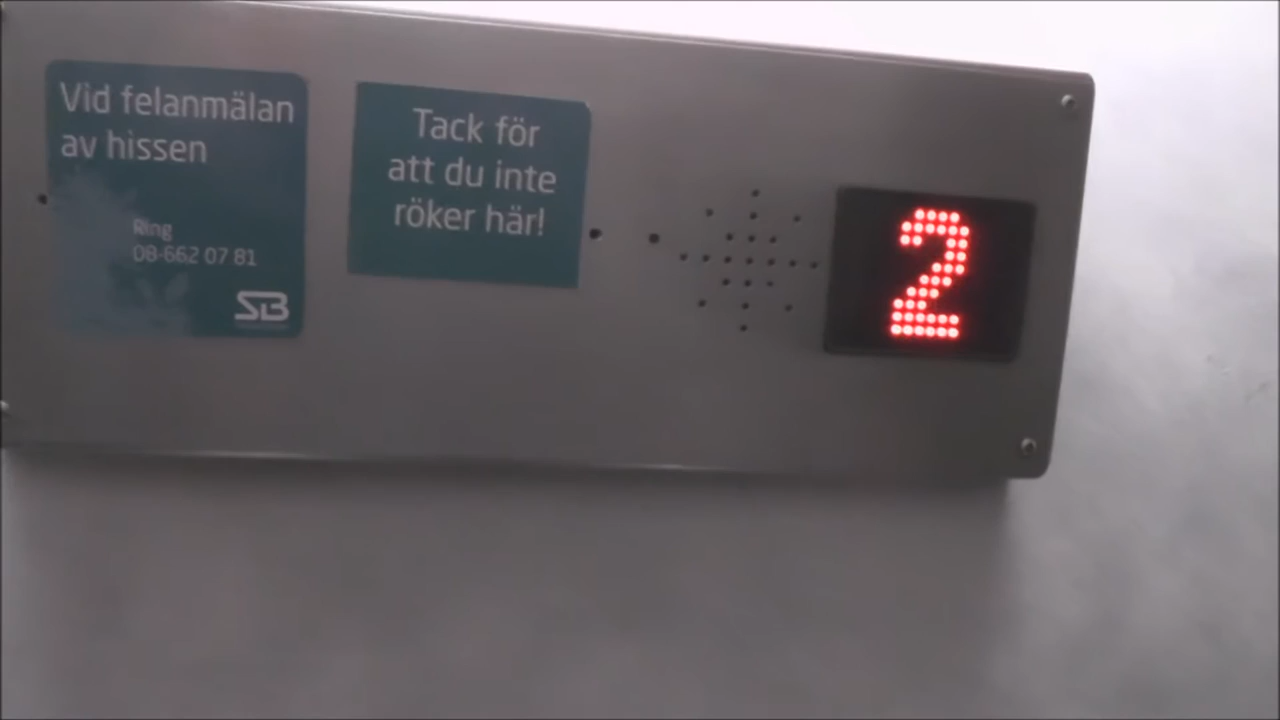 Vid felanmälan
av hissen
Ring
08-662 07 81
SB
Tack för
att du inte
röker här!
2